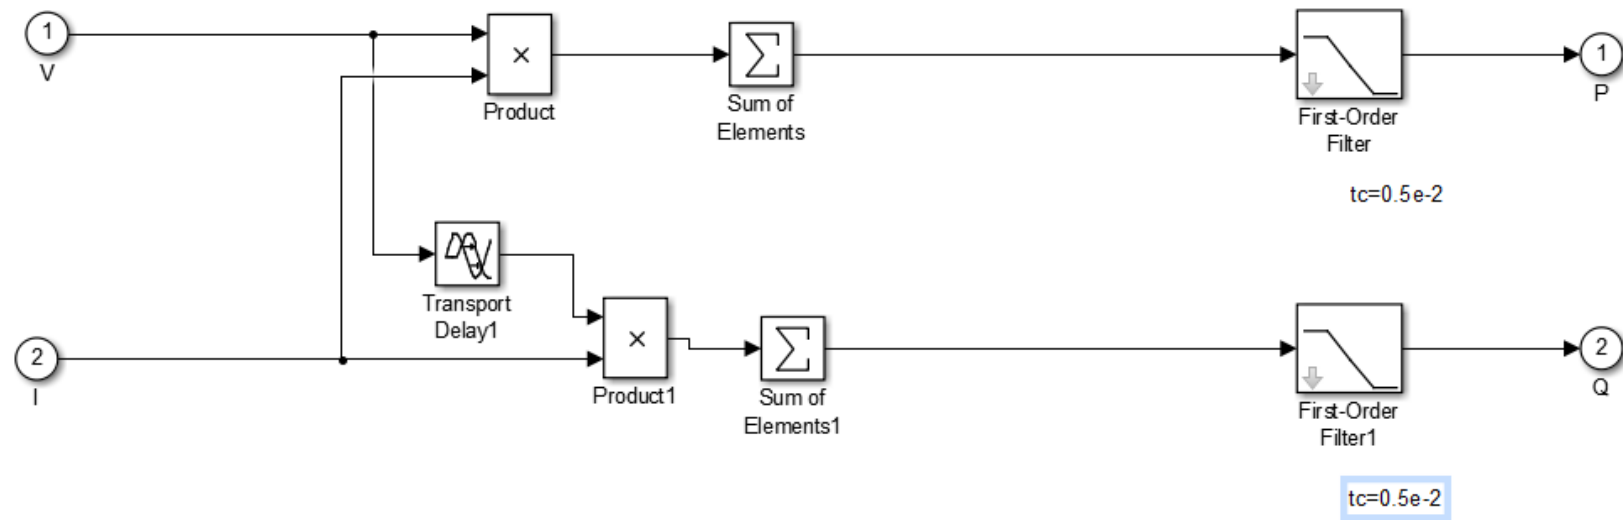 1
V
×
Product
Σ
Sum of
Elements
First-Order
Filter
1
P
tc=0.5e-2
Transport
Delay1
2
I
×
Product1
Σ
Sum of
Elements1
First-Order
Filter1
2
Q
tc=0.5e-2